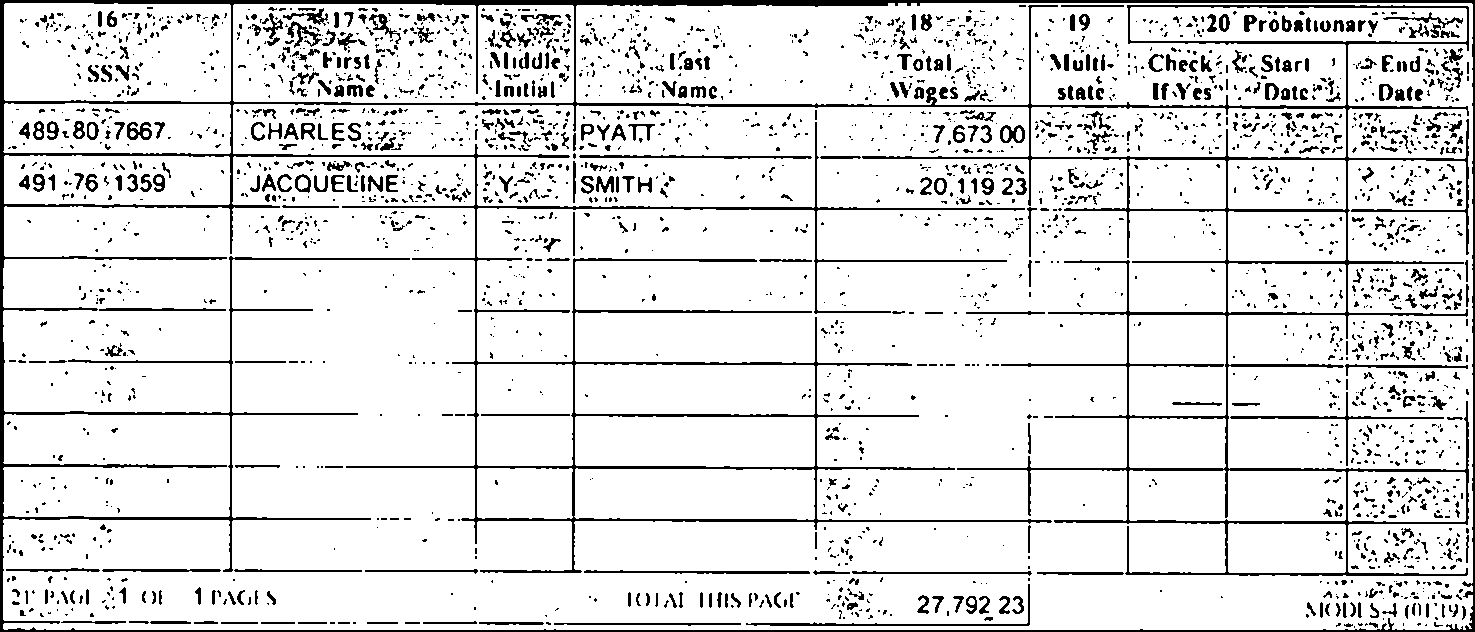 16 17 18 19 20 Probationary
SSN First Name Middle Initial Last Name Total Wages Multi-state Check If Yes Start Date End Date
489 80 7667 CHARLES PYATT 7,673 00
491 76 1359 JACQUELINE Y SMITH 20,119 23
21 PAGE 1 OF 1 PAGES TOTAL THIS PAGE 27,792 23 MODES-4 (01 19)